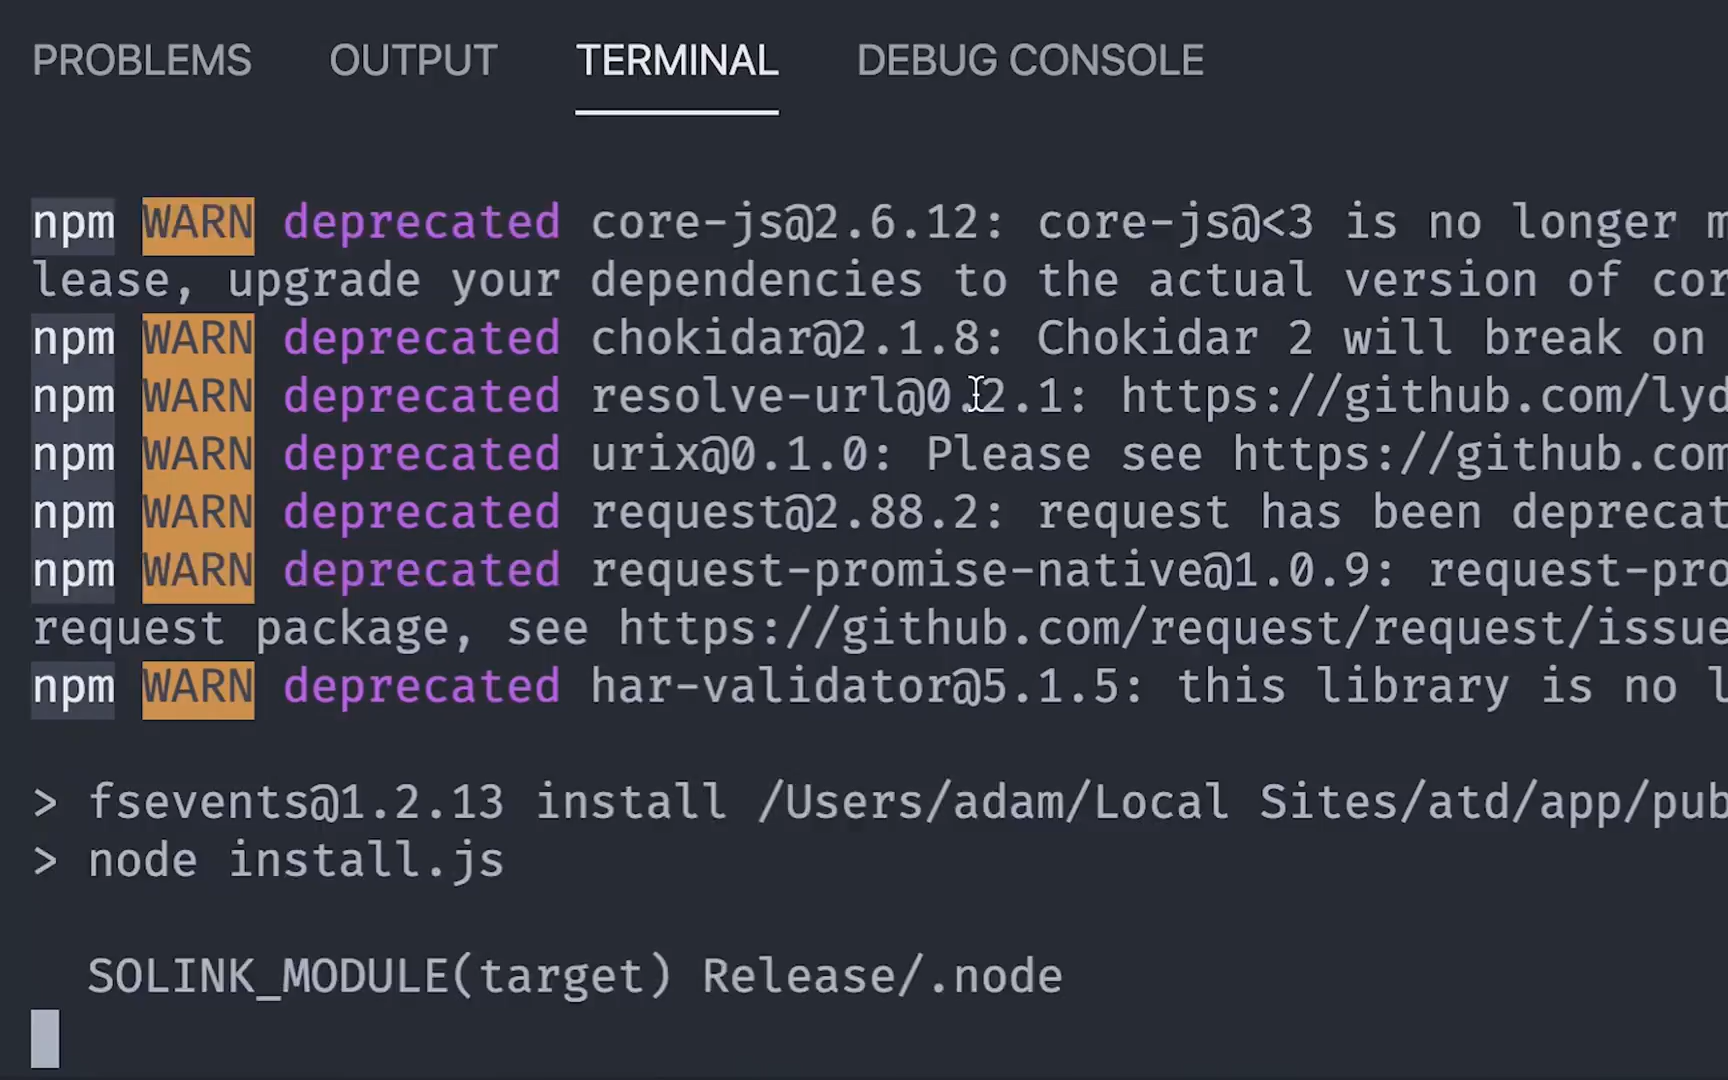 PROBLEMS OUTPUT TERMINAL DEBUG CONSOLE
npm WARN deprecated core-js@2.6.12: core-js@<3 is no longer m
lease, upgrade your dependencies to the actual version of cor
npm WARN deprecated chokidar@2.1.8: Chokidar 2 will break on
npm WARN deprecated resolve-url@0.2.1: https://github.com/lyd
npm WARN deprecated urix@0.1.0: Please see https://github.com
npm WARN deprecated request@2.88.2: request has been deprecat
npm WARN deprecated request-promise-native@1.0.9: request-pro
request package, see https://github.com/request/request/issue
npm WARN deprecated har-validator@5.1.5: this library is no l
> fsevents@1.2.13 install /Users/adam/Local Sites/atd/app/pub
> node install.js
SOLINK_MODULE(target) Release/.node